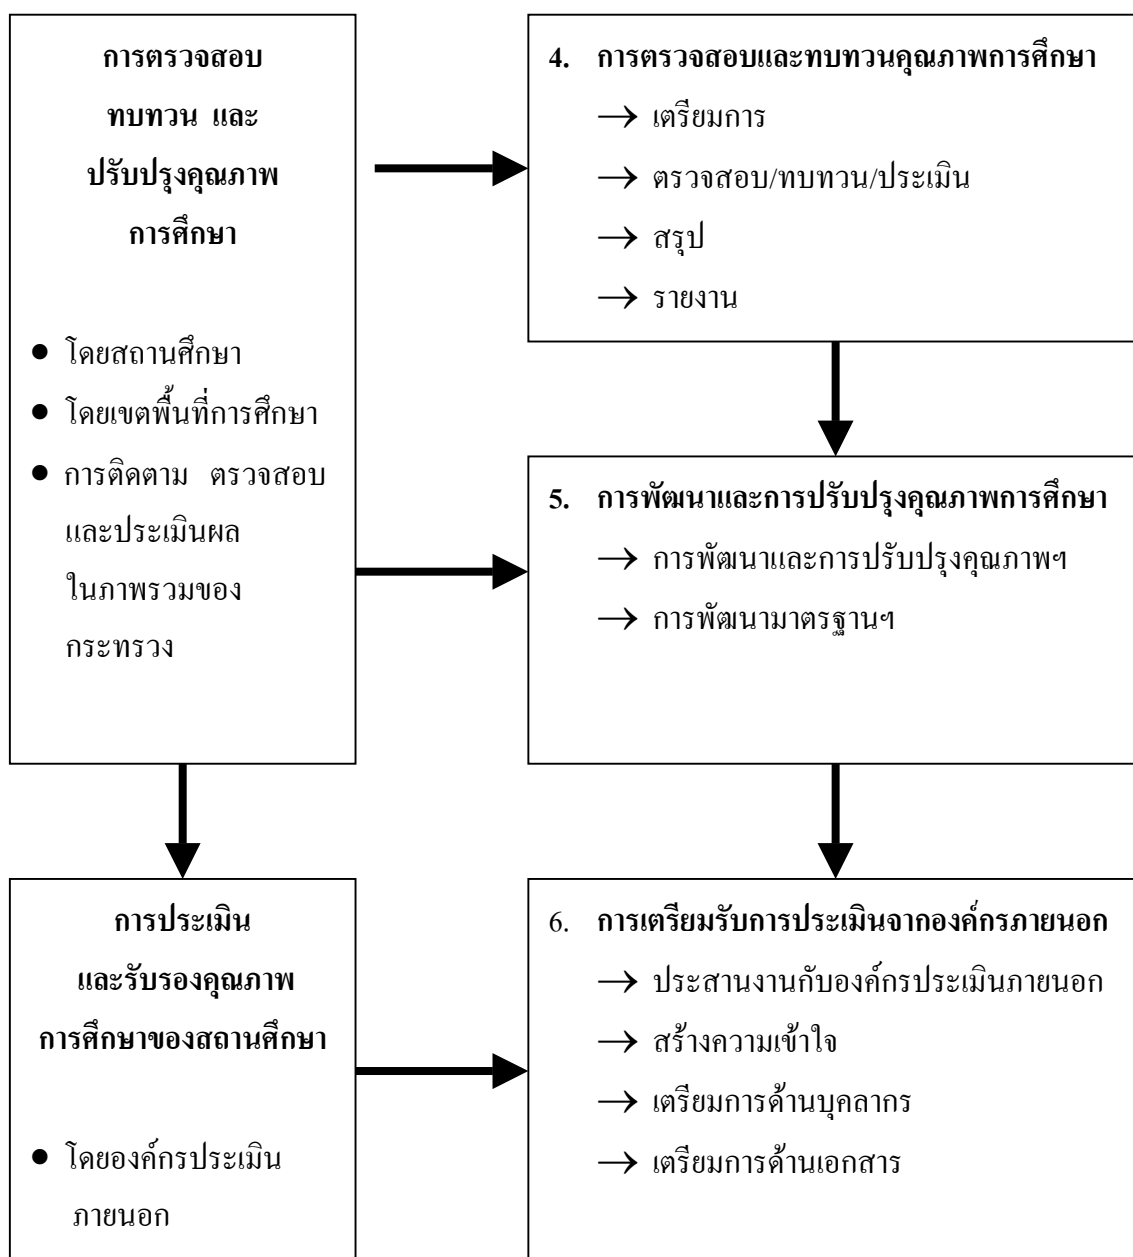 การตรวจสอบ
ทบทวน และ
ปรับปรุงคุณภาพ
การศึกษา
● โดยสถานศึกษา
● โดยเขตพื้นที่การศึกษา
● การติดตาม ตรวจสอบ
และประเมินผล
ในภาพรวมของ
กระทรวง
4. การตรวจสอบและทบทวนคุณภาพการศึกษา
→ เตรียมการ
→ ตรวจสอบ/ทบทวน/ประเมิน
→ สรุป
→ รายงาน
5. การพัฒนาและการปรับปรุงคุณภาพการศึกษา
→ การพัฒนาและการปรับปรุงคุณภาพฯ
→ การพัฒนามาตรฐานฯ
การประเมิน
และรับรองคุณภาพ
การศึกษาของสถานศึกษา
● โดยองค์กรประเมิน
ภายนอก
6. การเตรียมรับการประเมินจากองค์กรภายนอก
→ ประสานงานกับองค์กรประเมินภายนอก
→ สร้างความเข้าใจ
→ เตรียมการด้านบุคลากร
→ เตรียมการด้านเอกสาร